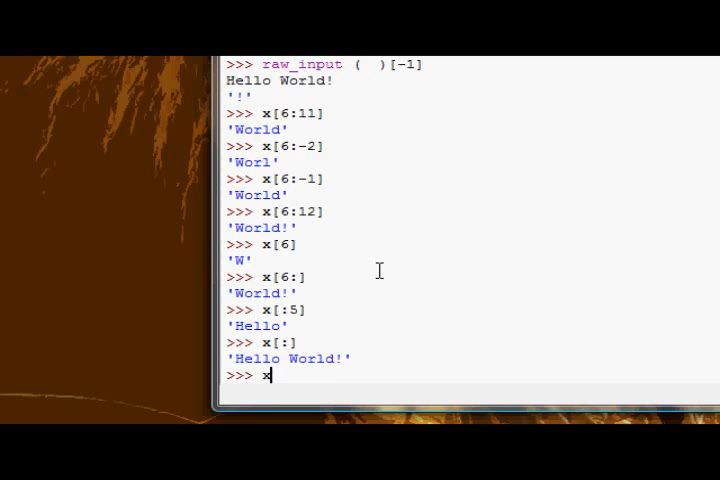 >>> raw_input (  )[-1]
Hello World!
'!'
>>> x[6:11]
'World'
>>> x[6:-2]
'Worl'
>>> x[6:-1]
'World'
>>> x[6:12]
'World!'
>>> x[6]
'W'
>>> x[6:]
'World!'
>>> x[:5]
'Hello'
>>> x[:]
'Hello World!'
>>> x